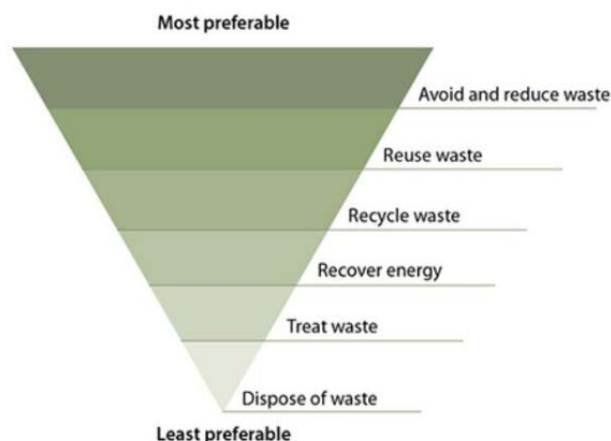 Most preferable
Avoid and reduce waste
Reuse waste
Recycle waste
Recover energy
Treat waste
Dispose of waste
Least preferable